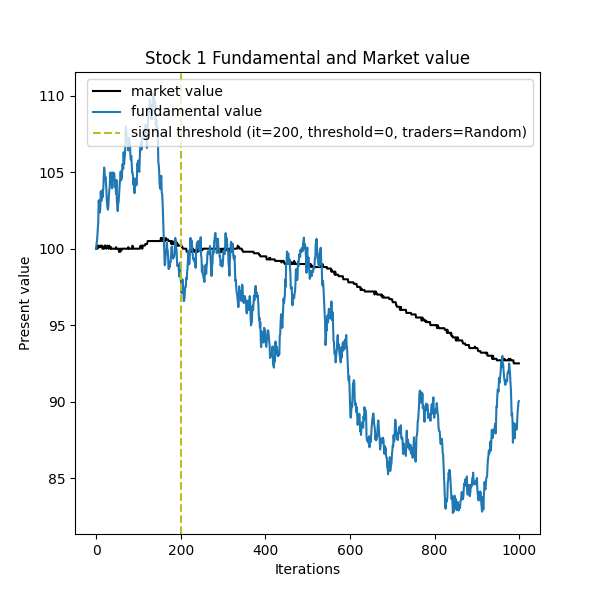 Stock 1 Fundamental and Market value
market value
fundamental value
signal threshold (it=200, threshold=0, traders=Random)
110
105
100
95
90
85
Present value
0 200 400 600 800 1000
Iterations